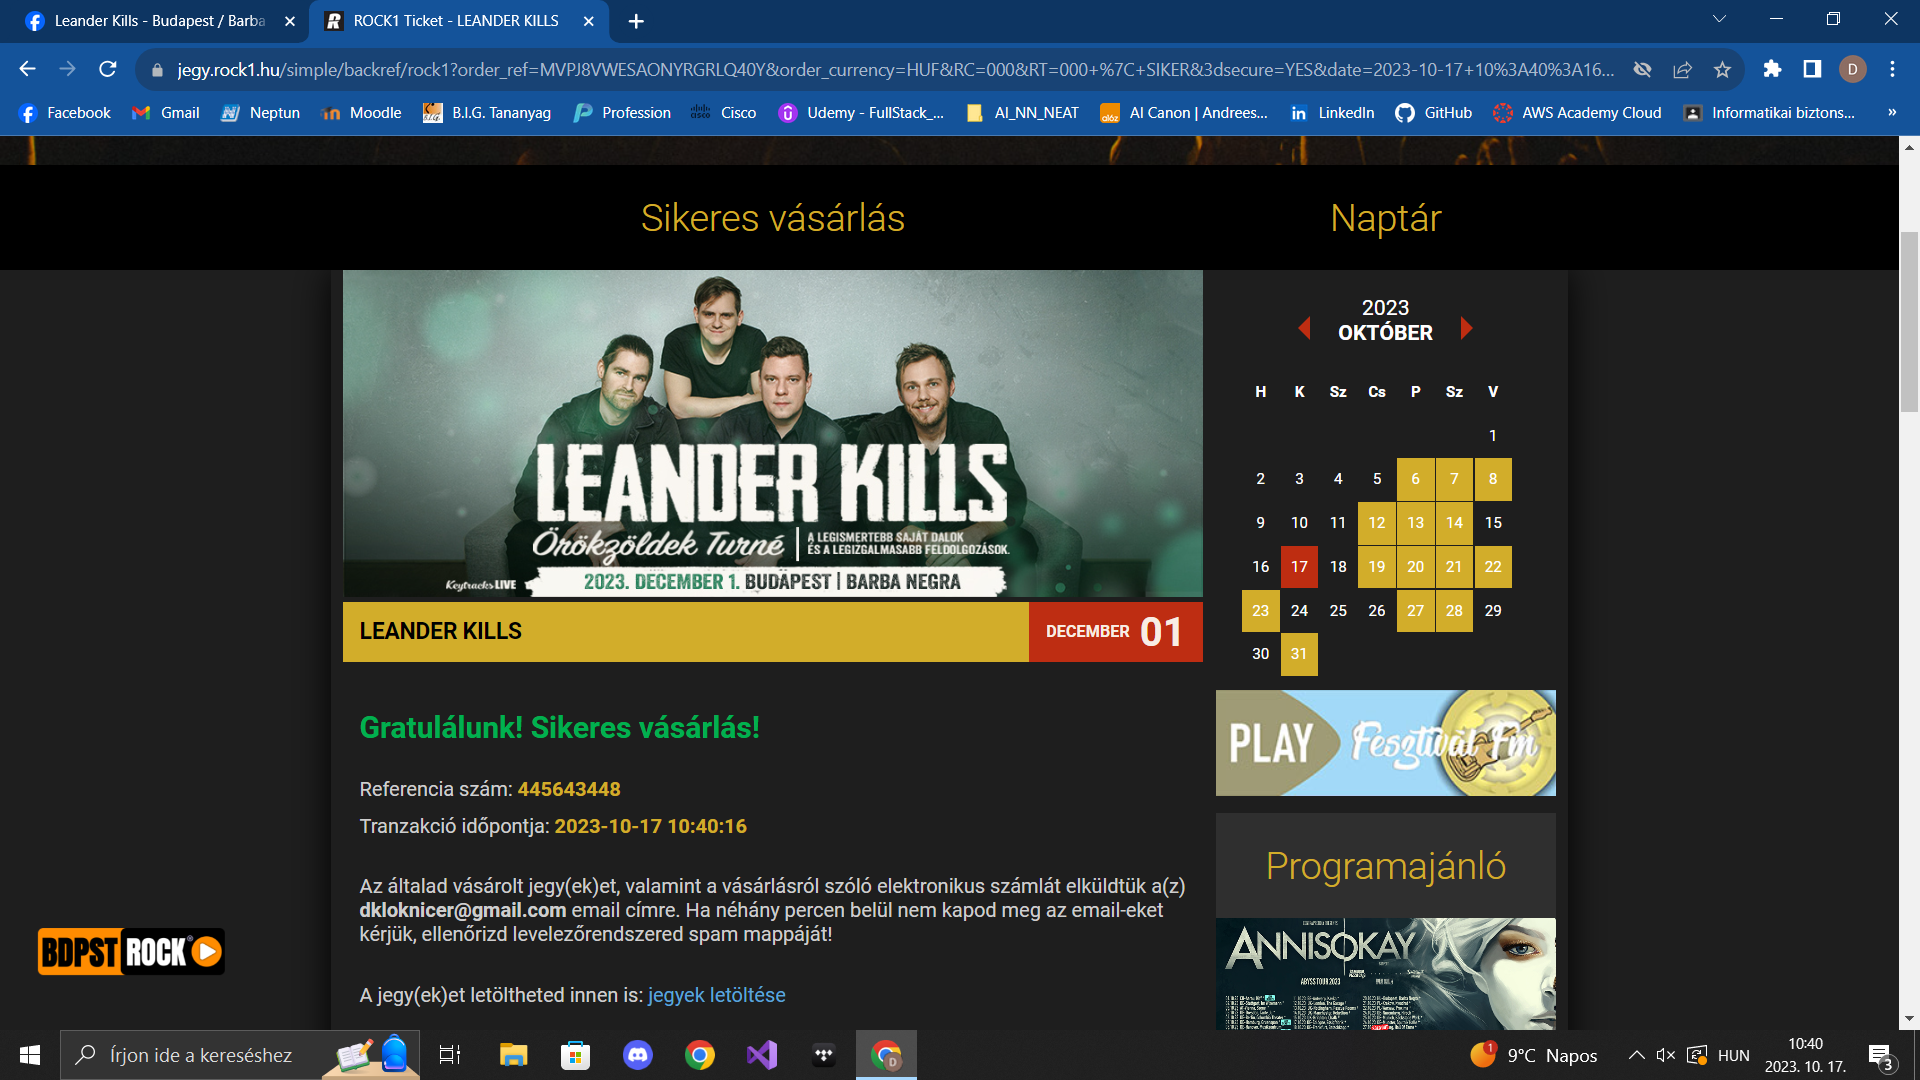 Leander Kills - Budapest / Barba
ROCK1 Ticket - LEANDER KILLS
jegy.rock1.hu/simple/backref/rock1?order_ref=MVPJ8VWESAONYRGRLQ40Y&order_currency=HUF&RC=000&RT=000+%7C+SIKER&3dsecure=YES&date=2023-10-17+10%3A40%3A16...
D
Facebook
Gmail
Neptun
Moodle
B.I.G. Tananyag
Profession
Cisco
Udemy - FullStack_...
AI_NN_NEAT
AI Canon | Andrees...
LinkedIn
GitHub
AWS Academy Cloud
Informatikai biztons...
»
Sikeres vásárlás
Naptár
LEANDER KILLS
Örökzöldek Turné
A LEGISMERTEBB SAJÁT DALOK
ÉS A LEGIZGALMASABB FELDOLGOZÁSOK.
Keytracks LIVE
2023. DECEMBER 1. BUDAPEST | BARBA NEGRA
LEANDER KILLS
DECEMBER 01
Gratulálunk! Sikeres vásárlás!
Referencia szám: 445643448
Tranzakció időpontja: 2023-10-17 10:40:16
Az általad vásárolt jegy(ek)et, valamint a vásárlásról szóló elektronikus számlát elküldtük a(z)
dkloknicer@gmail.com email címre. Ha néhány percen belül nem kapod meg az email-eket
kérjük, ellenőrizd levelezőrendszered spam mappáját!
A jegy(ek)et letöltheted innen is: jegyek letöltése
2023
OKTÓBER
H K Sz Cs P Sz V
1
2 3 4 5 6 7 8
9 10 11 12 13 14 15
16 17 18 19 20 21 22
23 24 25 26 27 28 29
30 31
PLAY Fesztivál Fm
Programajánló
ANNISOKAY
ABYSS TOUR 2023
BDPST ROCK
Írjon ide a kereséshez
D
1
9°C Napos
HUN
10:40
2023. 10. 17.
3